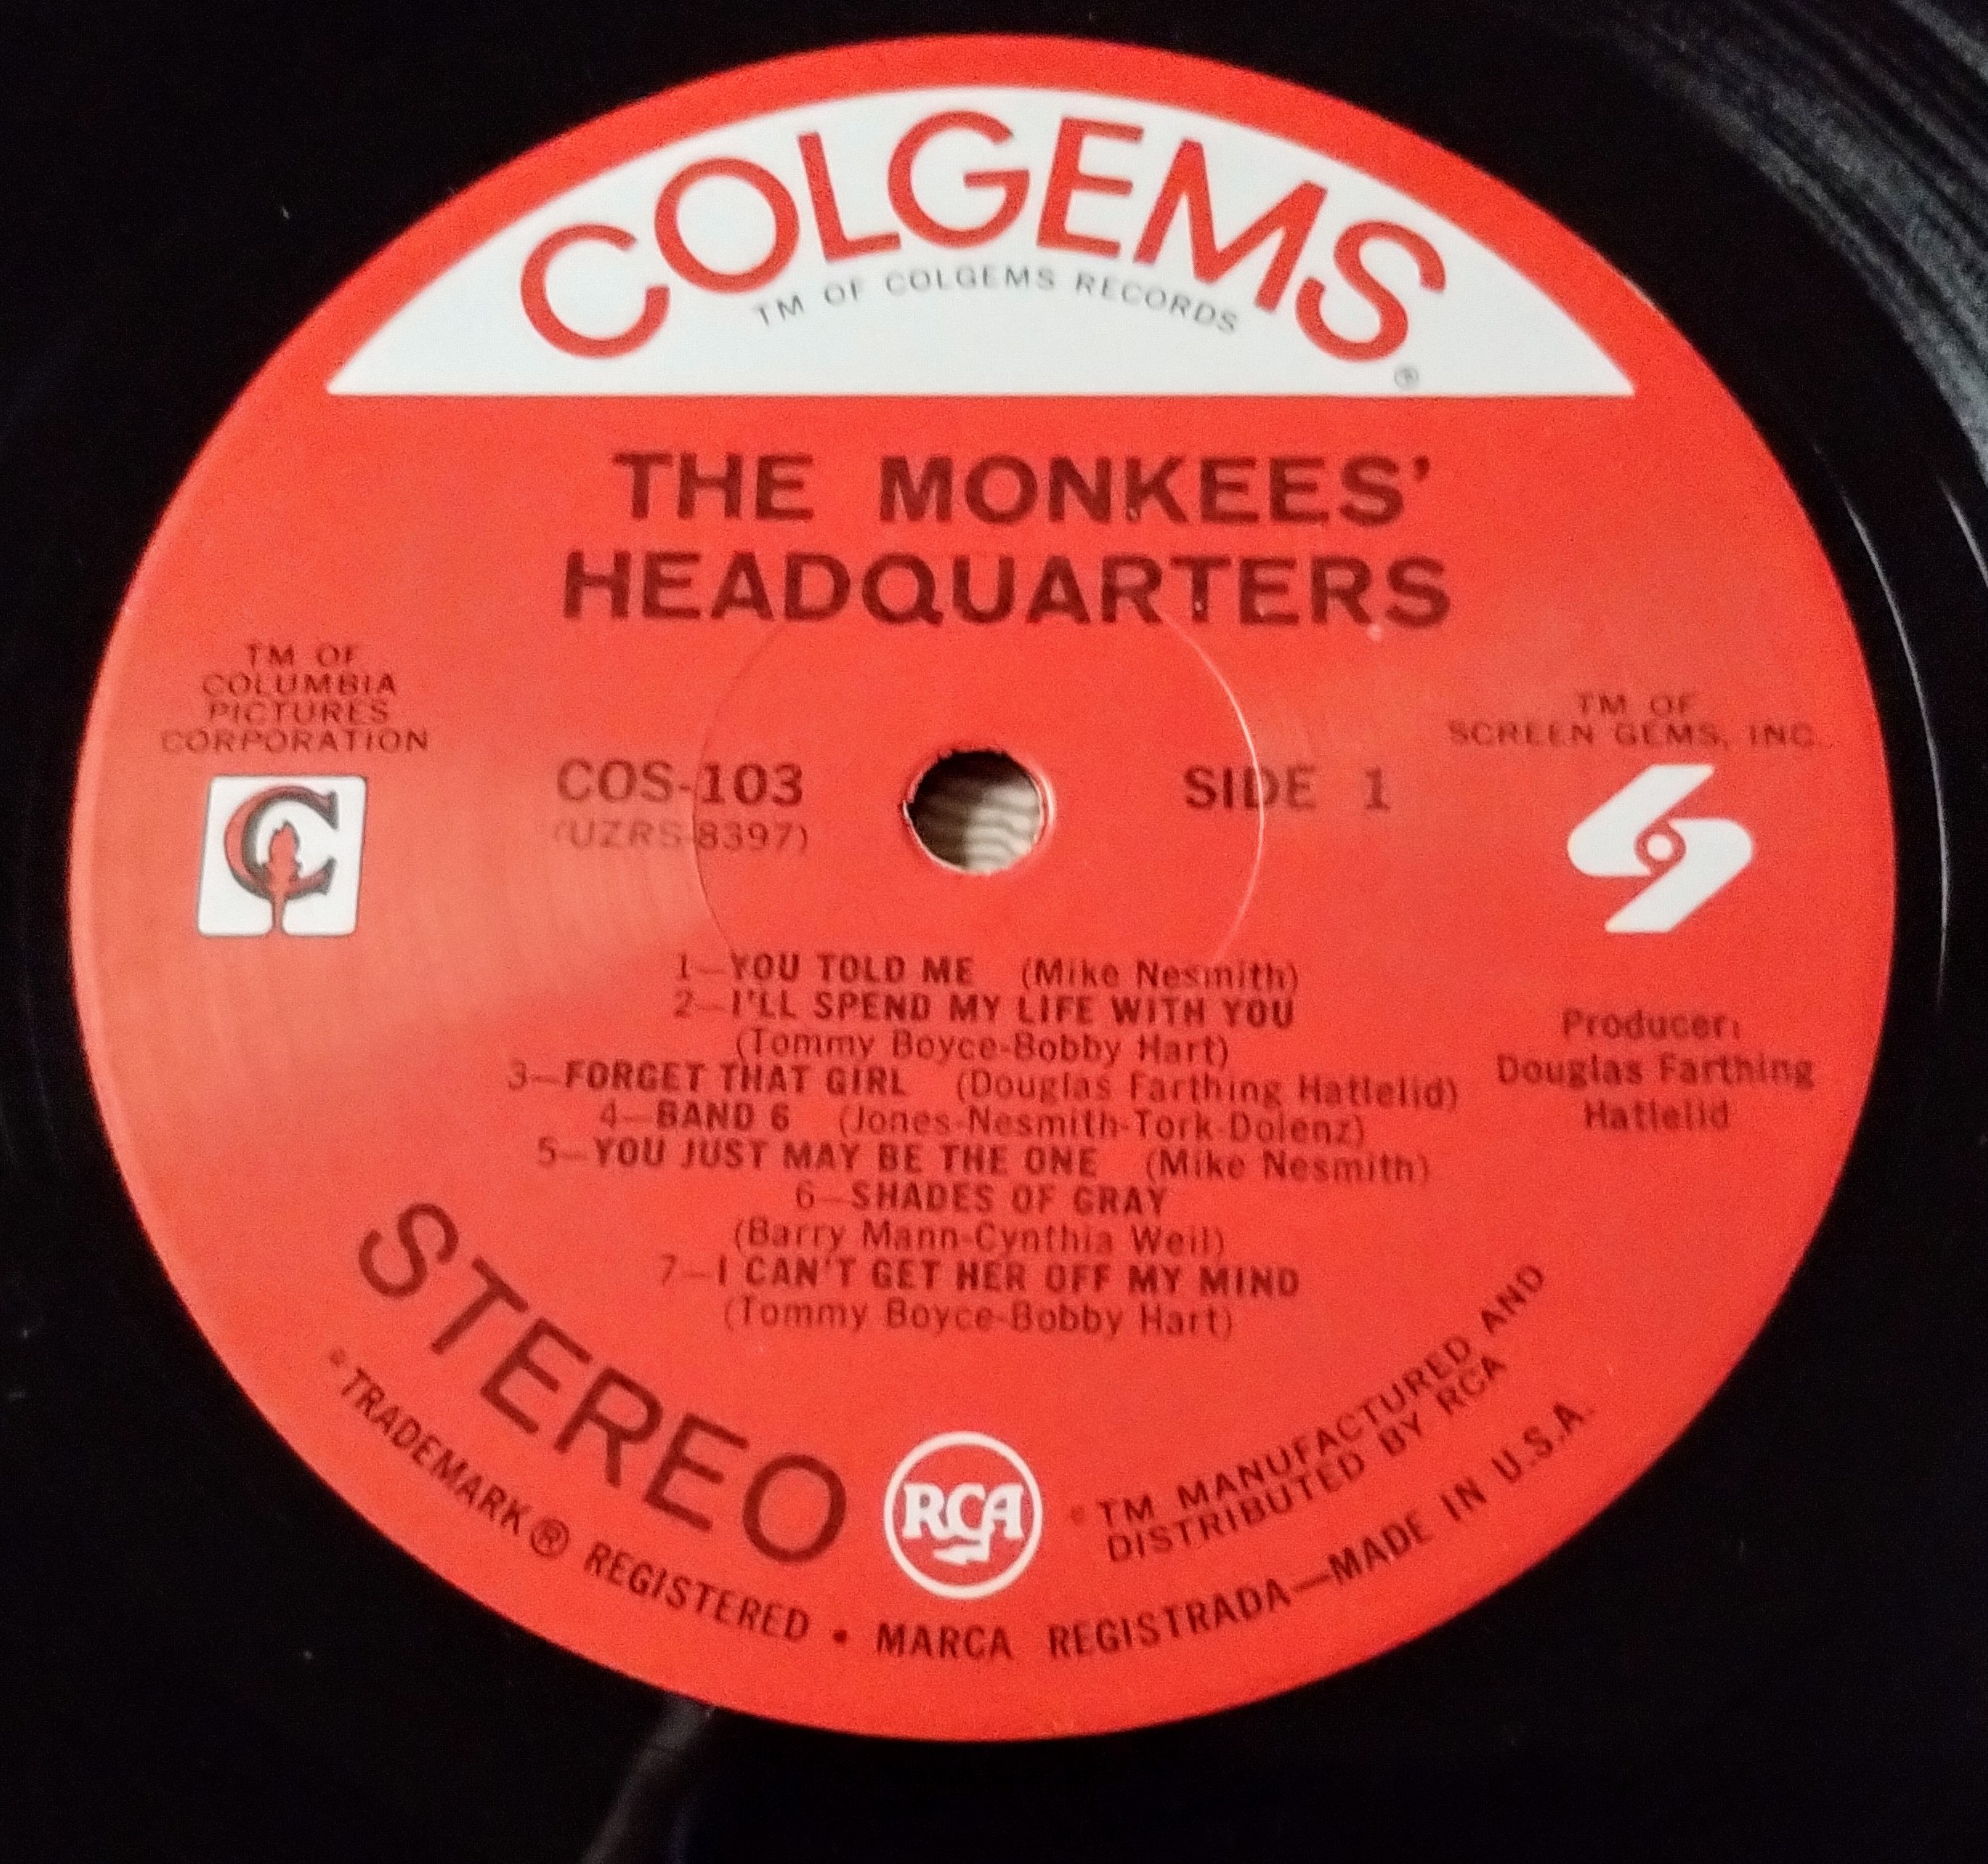 COLGEMS
TM OF COLGEMS RECORDS
®
THE MONKEES'
HEADQUARTERS
TM OF
COLUMBIA
PICTURES
CORPORATION
C
TM OF
SCREEN GEMS, INC.
COS-103
(UZRS-8397)
SIDE 1
1—YOU TOLD ME (Mike Nesmith)
2—I'LL SPEND MY LIFE WITH YOU
(Tommy Boyce-Bobby Hart)
3—FORGET THAT GIRL (Douglas Farthing Hatlelid)
4—BAND 6 (Jones-Nesmith-Tork-Dolenz)
5—YOU JUST MAY BE THE ONE (Mike Nesmith)
6—SHADES OF GRAY
(Barry Mann-Cynthia Weil)
7—I CAN'T GET HER OFF MY MIND
(Tommy Boyce-Bobby Hart)
Producer:
Douglas Farthing
Hatlelid
STEREO
RCA
TM MANUFACTURED AND
DISTRIBUTED BY RCA
TRADEMARK ® REGISTERED • MARCA REGISTRADA—MADE IN U.S.A.